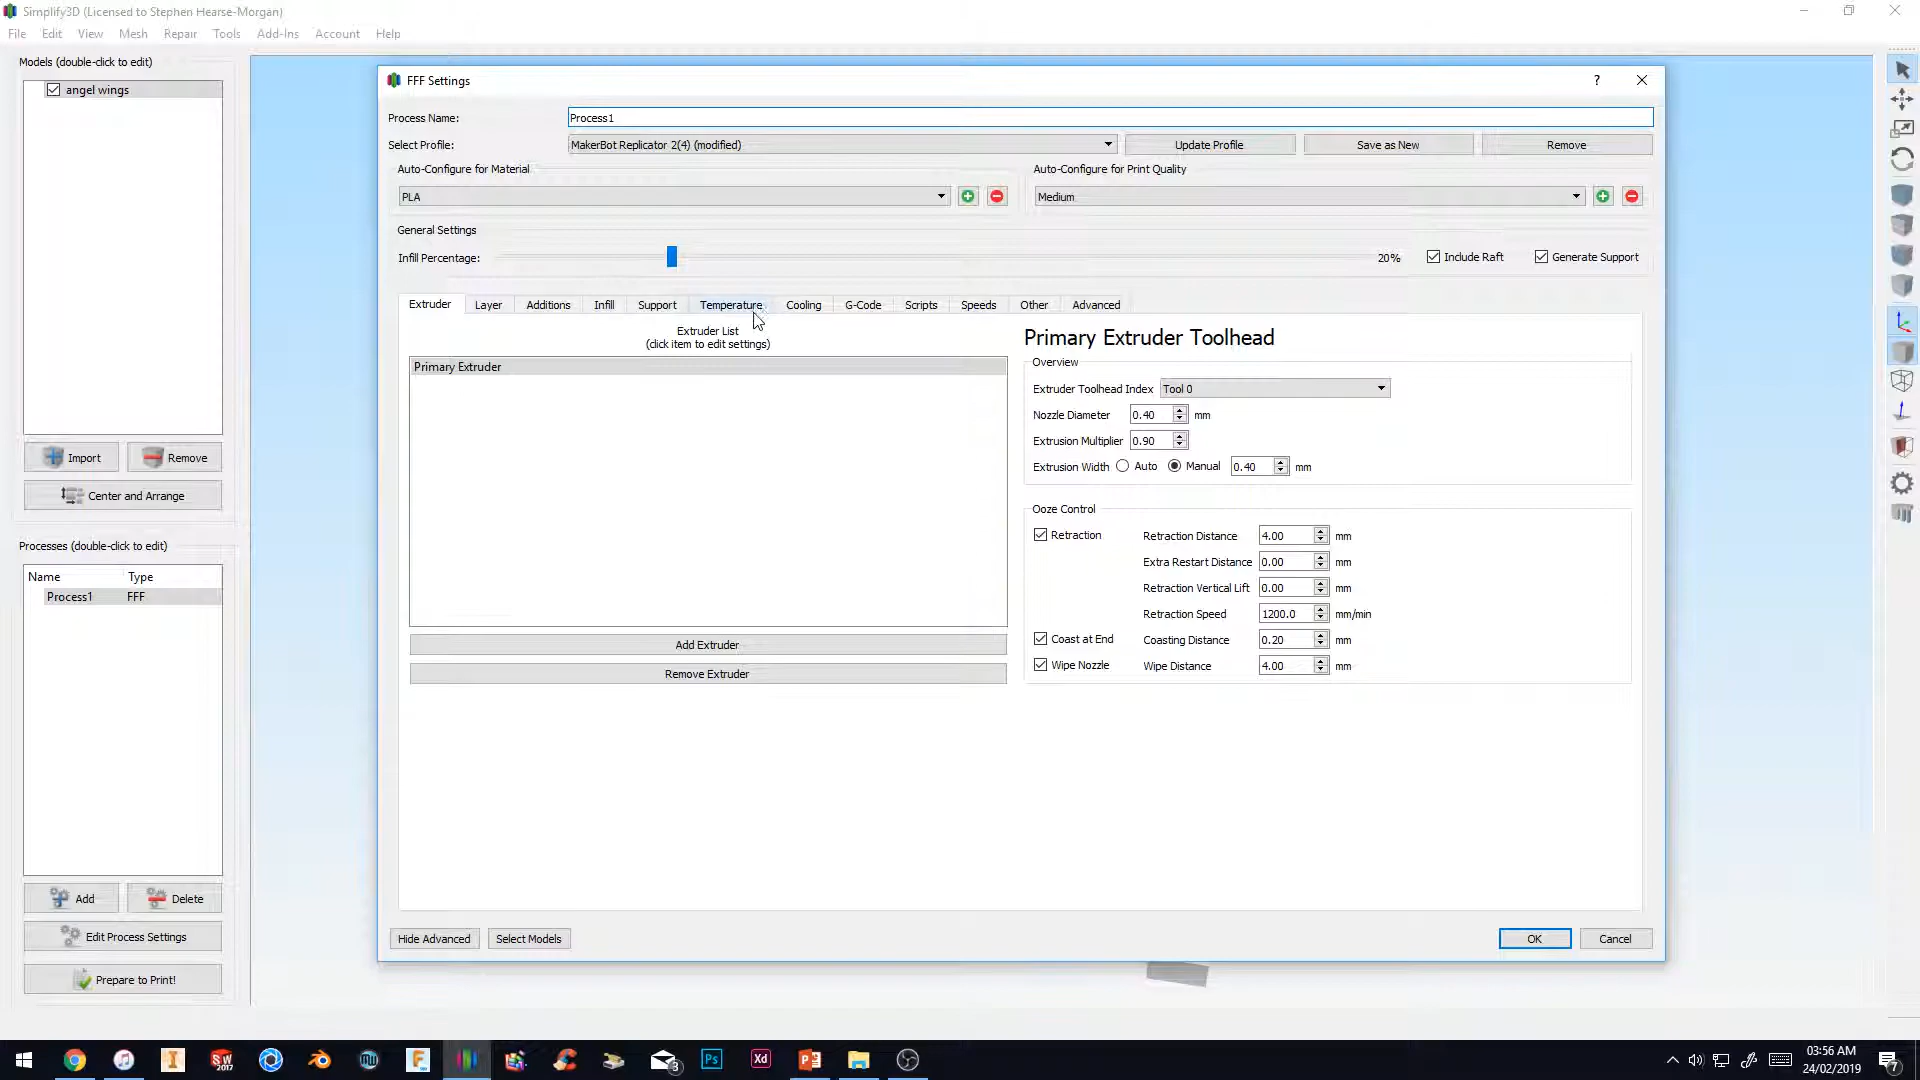 Simplify3D (Licensed to Stephen Hearse-Morgan)
File Edit View Mesh Repair Tools Add-Ins Account Help
Models (double-click to edit)
angel wings
Import Remove
Center and Arrange
Processes (double-click to edit)
Name Type
Process1 FFF
Add Delete
Edit Process Settings
Prepare to Print!
FFF Settings ?
Process Name: Process1
Select Profile: MakerBot Replicator 2(4) (modified) Update Profile Save as New Remove
Auto-Configure for Material Auto-Configure for Print Quality
PLA Medium
General Settings
Infill Percentage: 20% Include Raft Generate Support
Extruder Layer Additions Infill Support Temperature Cooling G-Code Scripts Speeds Other Advanced
Extruder List
(click item to edit settings)
Primary Extruder
Add Extruder
Remove Extruder
Primary Extruder Toolhead
Overview
Extruder Toolhead Index Tool 0
Nozzle Diameter 0.40 mm
Extrusion Multiplier 0.90
Extrusion Width Auto Manual 0.40 mm
Ooze Control
Retraction Retraction Distance 4.00 mm
Extra Restart Distance 0.00 mm
Retraction Vertical Lift 0.00 mm
Retraction Speed 1200.0 mm/min
Coast at End Coasting Distance 0.20 mm
Wipe Nozzle Wipe Distance 4.00 mm
Hide Advanced Select Models OK Cancel
SW 2017 3 Ps Xd 03:56 AM
24/02/2019 7